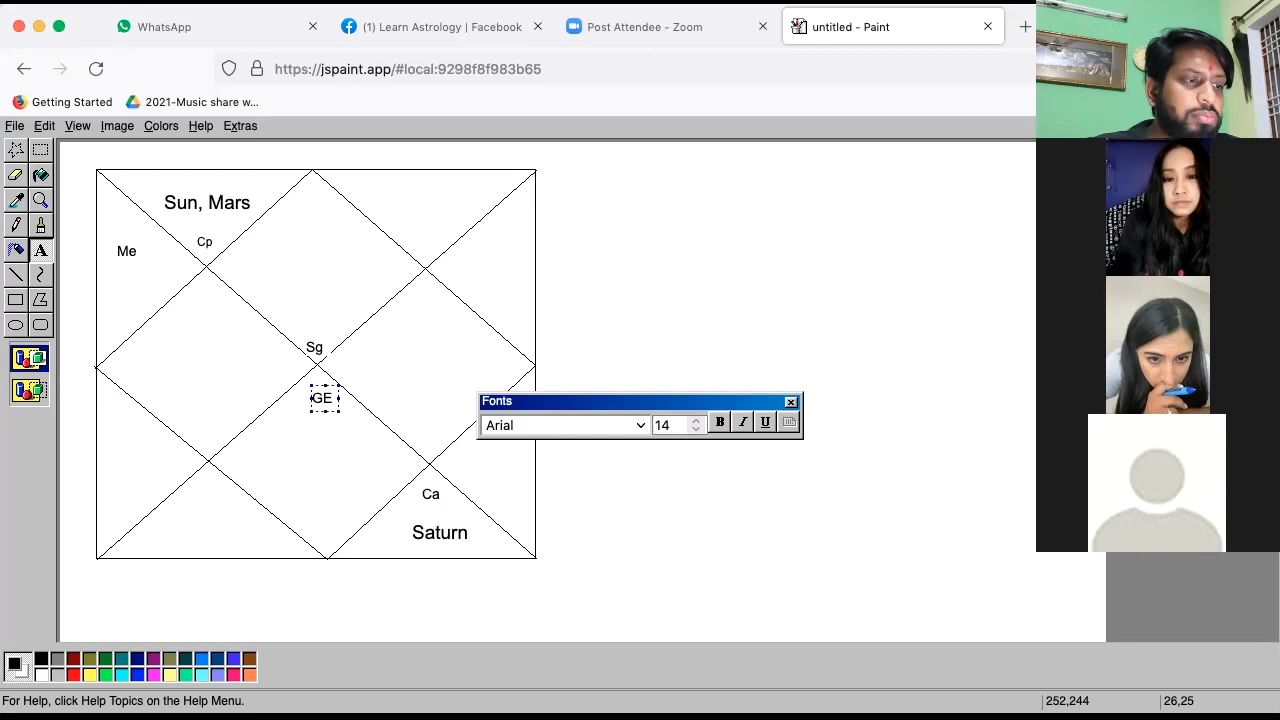 WhatsApp
(1) Learn Astrology | Facebook
Post Attendee - Zoom
untitled - Paint
https://jspaint.app/#local:9298f8f983b65
Getting Started
2021-Music share w...
File Edit View Image Colors Help Extras
A
Sun, Mars
Me
Cp
Sg
GE
Fonts
Arial
14
B I U
Ca
Saturn
For Help, click Help Topics on the Help Menu.
252,244
26,25